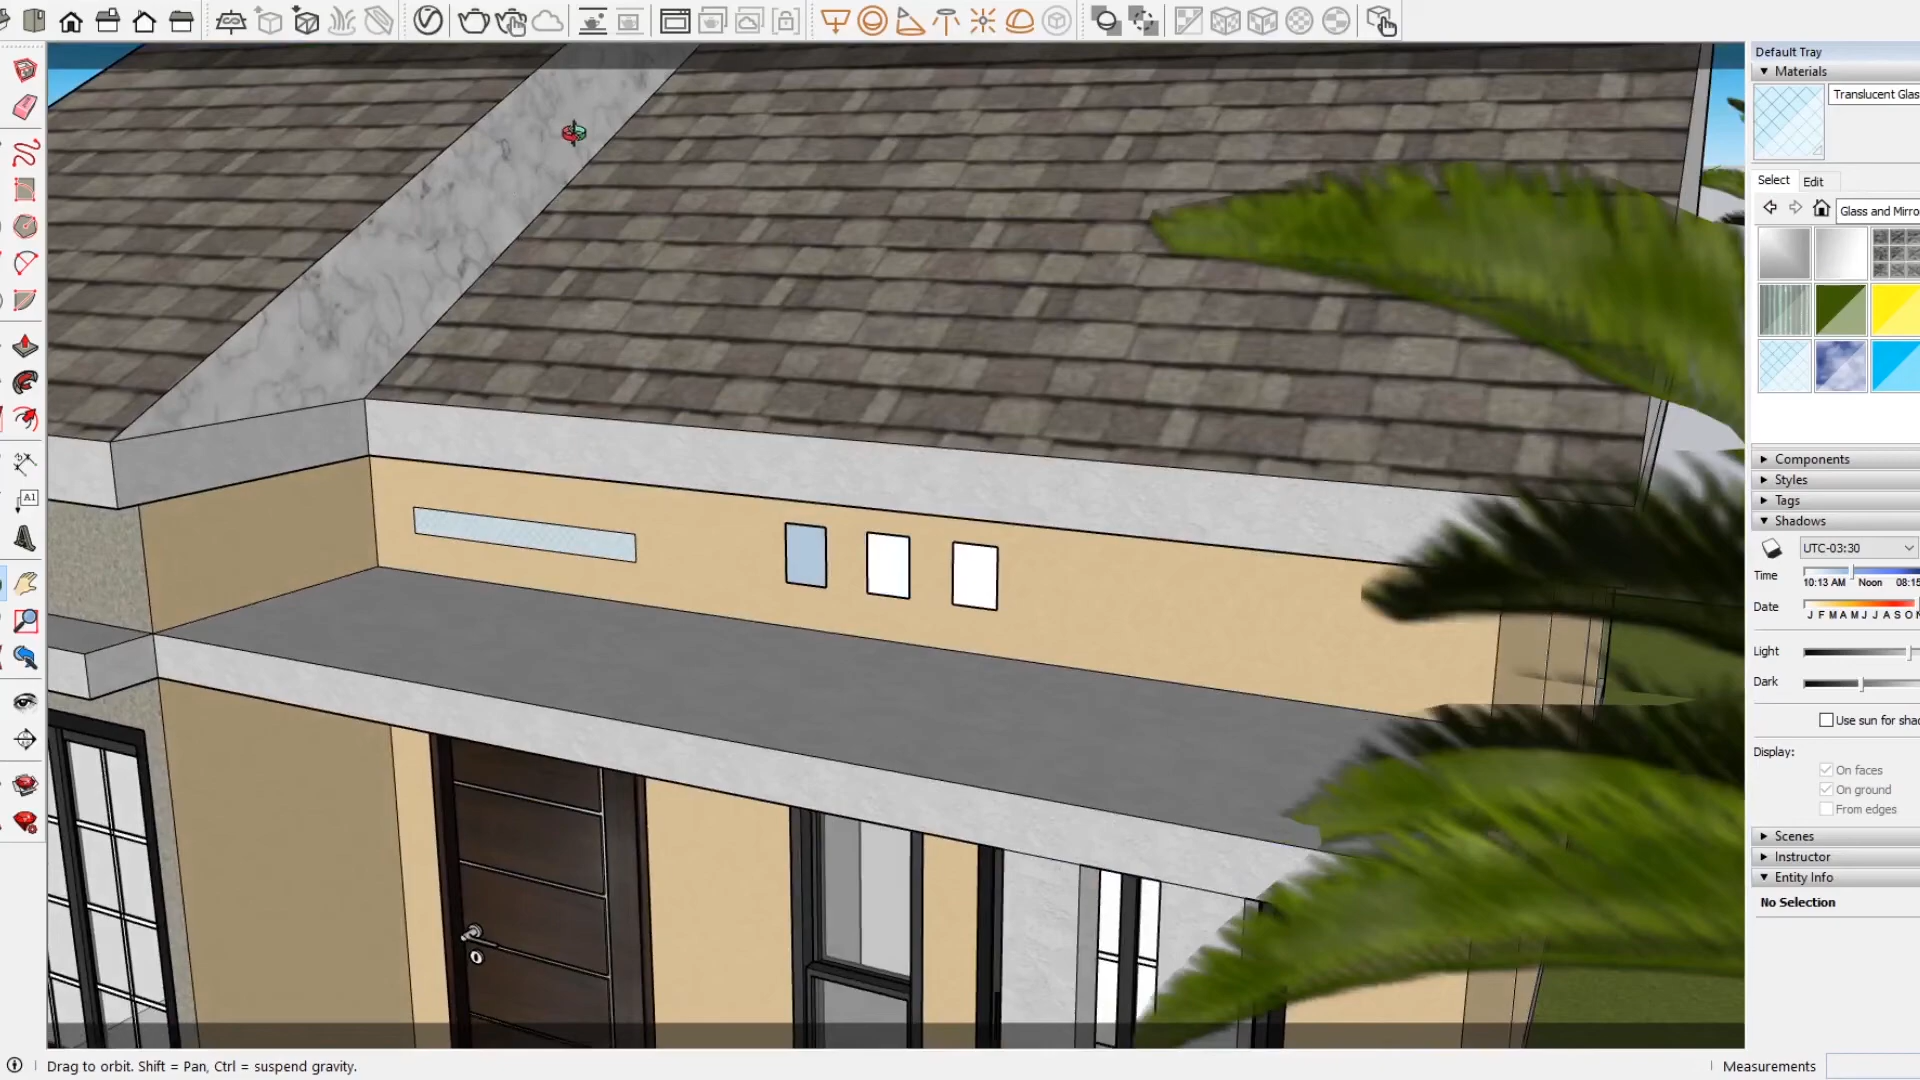 Default Tray
Materials
Translucent Glas
Select
Edit
Glass and Mirro
Components
Styles
Tags
Shadows
UTC-03:30
Time
10:13 AM Noon 08:15
Date
J F M A M J J A S O N
Light
Dark
Use sun for shad
Display:
On faces
On ground
From edges
Scenes
Instructor
Entity Info
No Selection
A1
Drag to orbit. Shift = Pan, Ctrl = suspend gravity.
Measurements